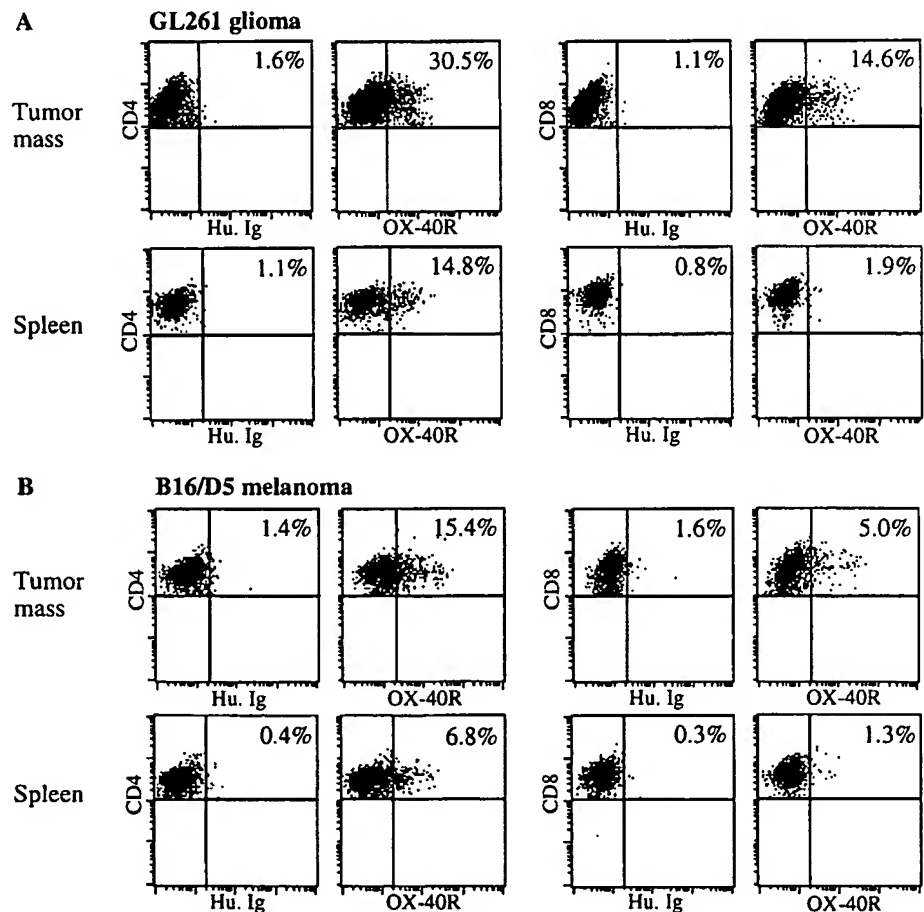 A GL261 glioma
Tumor mass
CD4 1.6% 30.5% CD8 1.1% 14.6%
Hu. Ig OX-40R Hu. Ig OX-40R
Spleen
CD4 1.1% 14.8% CD8 0.8% 1.9%
Hu. Ig OX-40R Hu. Ig OX-40R
B B16/D5 melanoma
Tumor mass
CD4 1.4% 15.4% CD8 1.6% 5.0%
Hu. Ig OX-40R Hu. Ig OX-40R
Spleen
CD4 0.4% 6.8% CD8 0.3% 1.3%
Hu. Ig OX-40R Hu. Ig OX-40R